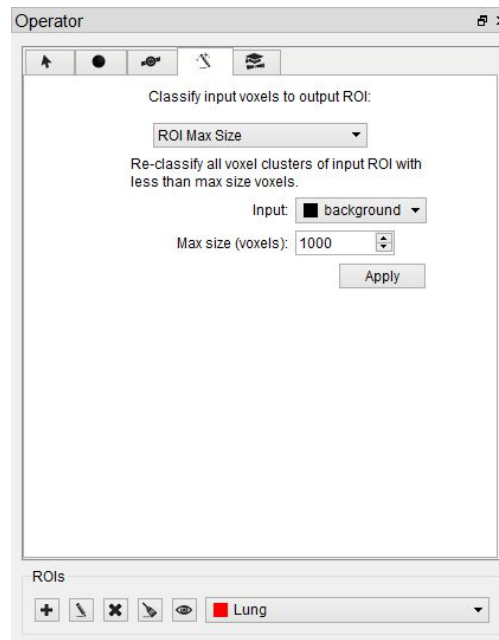 Operator
Classify input voxels to output ROI:
ROI Max Size
Re-classify all voxel clusters of input ROI with
less than max size voxels.
Input: background
Max size (voxels): 1000
Apply
ROIs
Lung